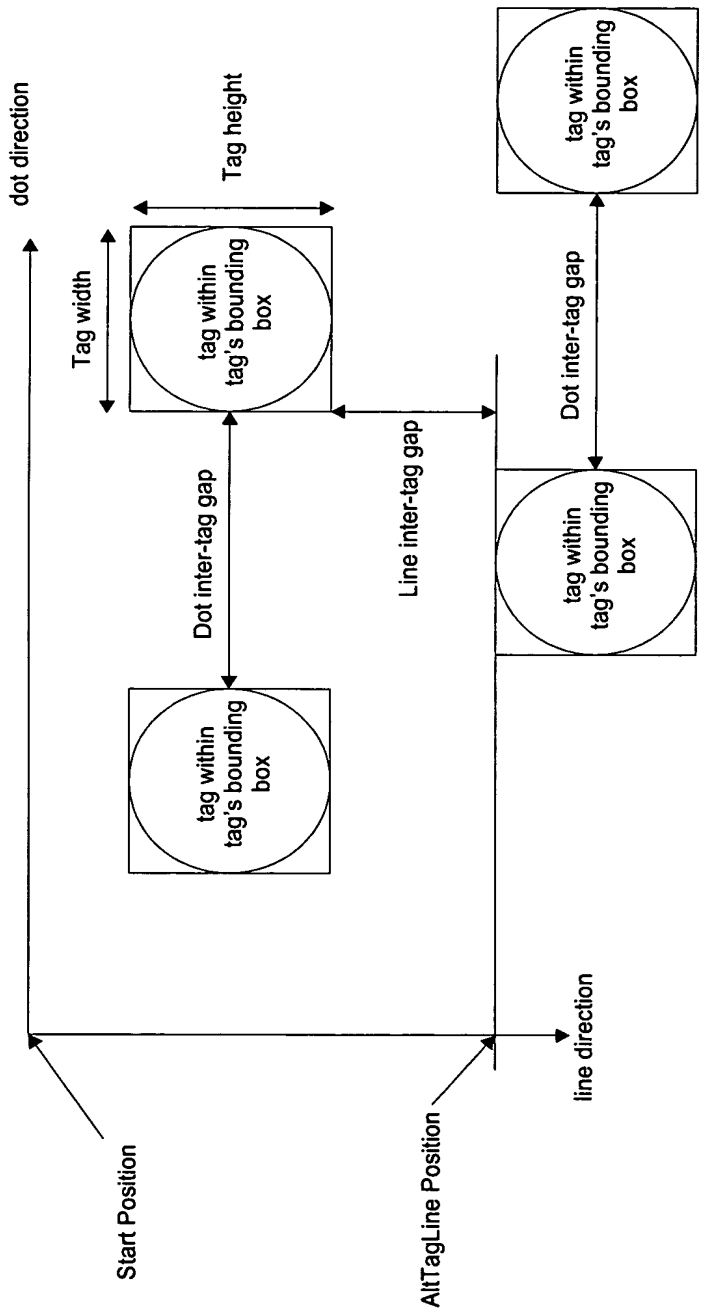 dot direction
Tag width
Tag height
tag within
tag's bounding
box
Dot inter-tag gap
tag within
tag's bounding
box
Line inter-tag gap
Start Position
AltTagLine Position
line direction
tag within
tag's bounding
box
Dot inter-tag gap
tag within
tag's bounding
box